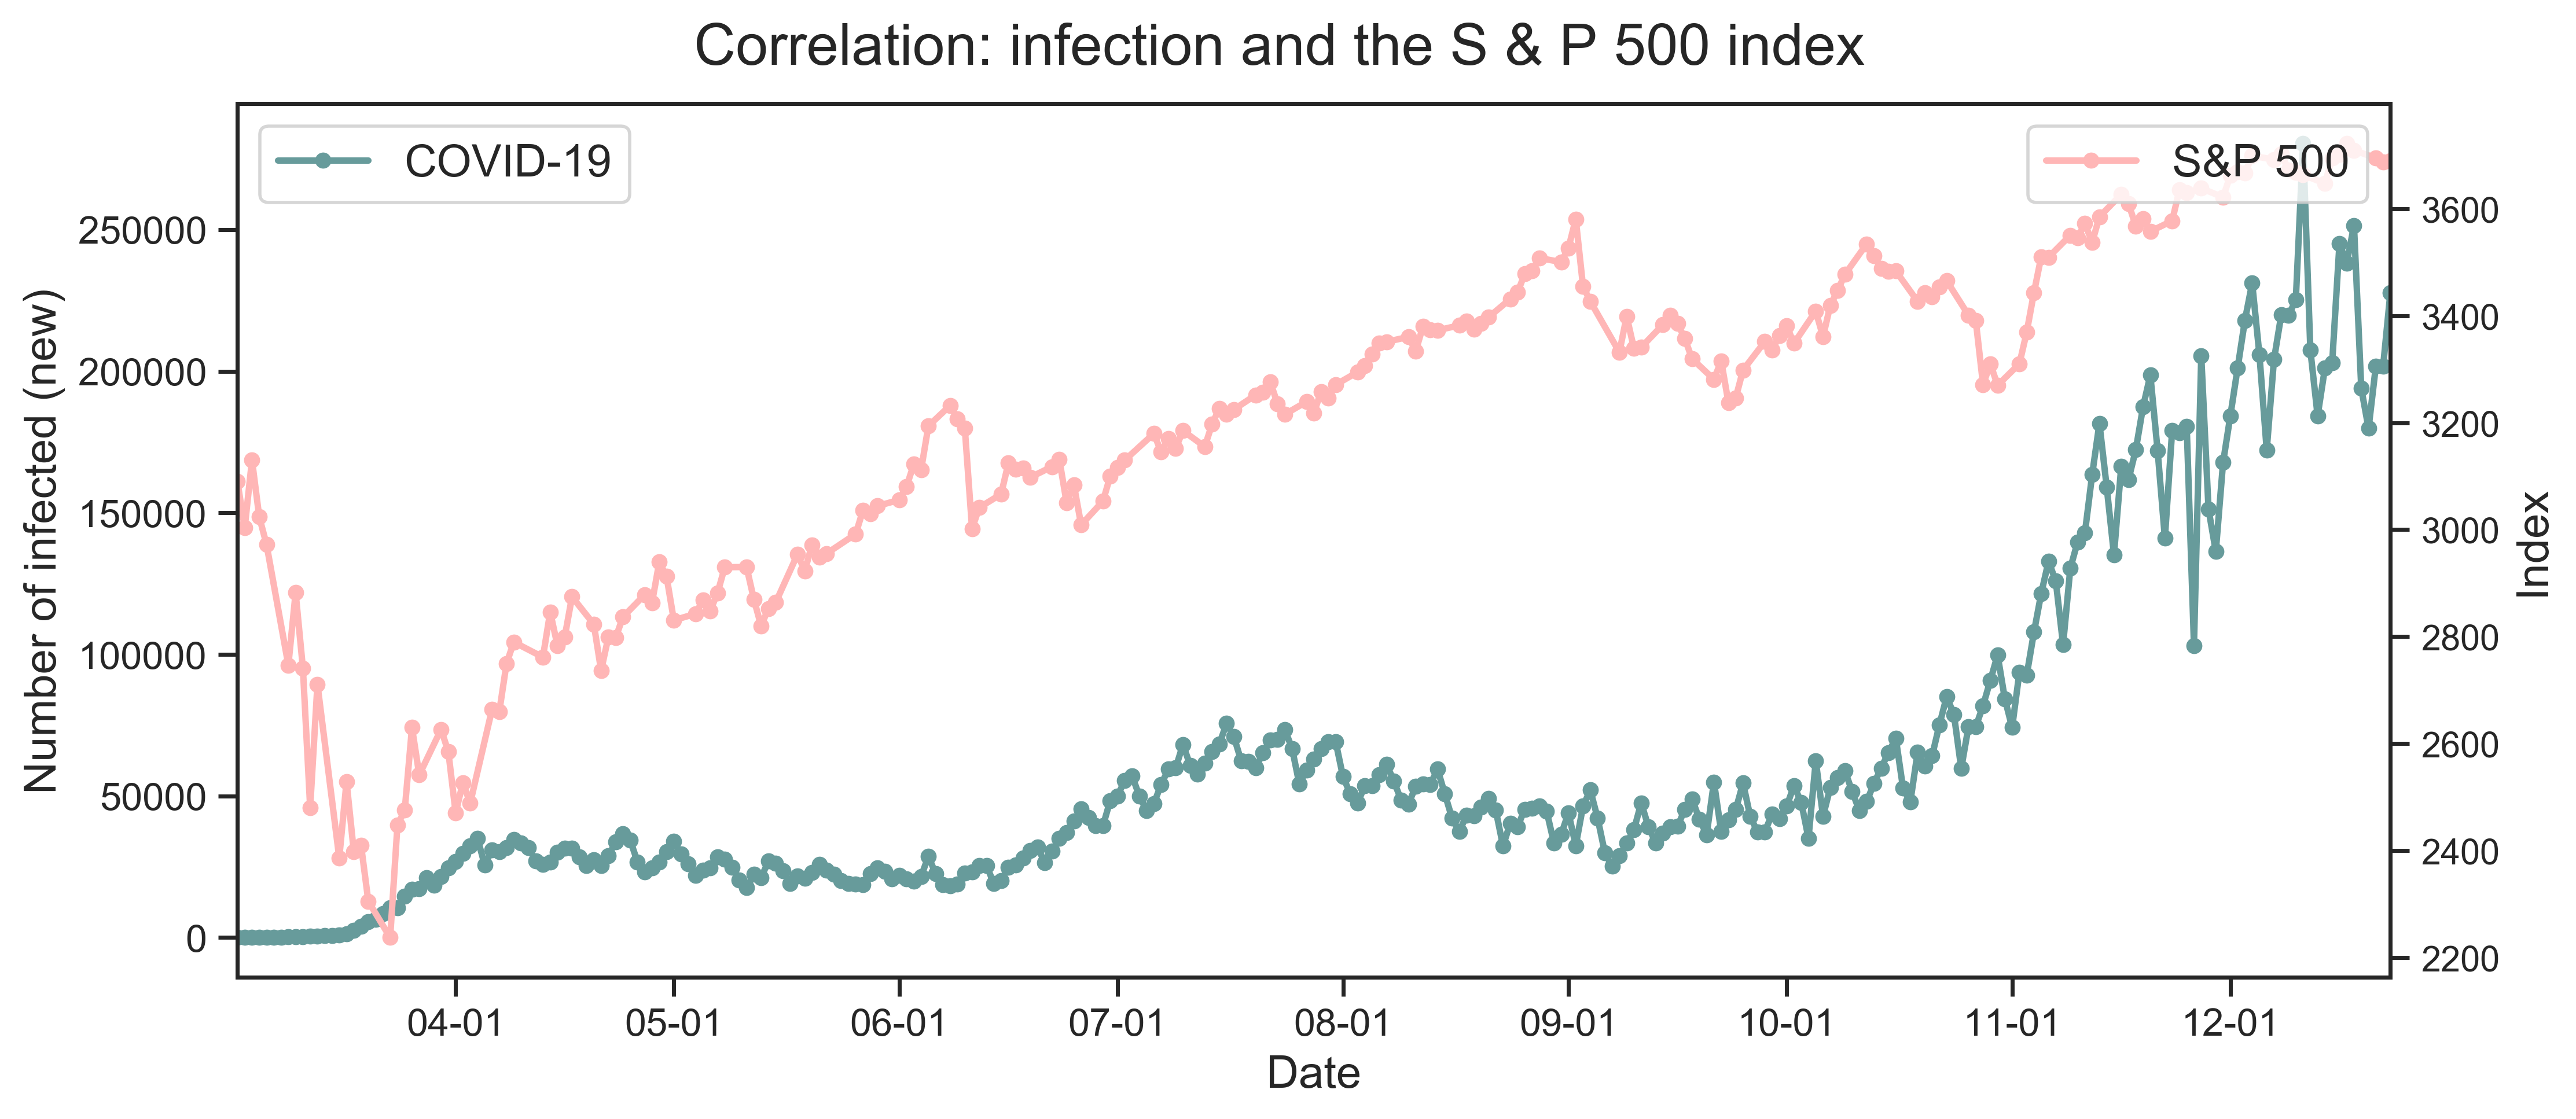 Correlation: infection and the S & P 500 index
COVID-19
S&P 500
Number of infected (new)
250000
200000
150000
100000
50000
0
3600
3400
3200
3000
2800
2600
2400
2200
Index
04-01 05-01 06-01 07-01 08-01 09-01 10-01 11-01 12-01
Date